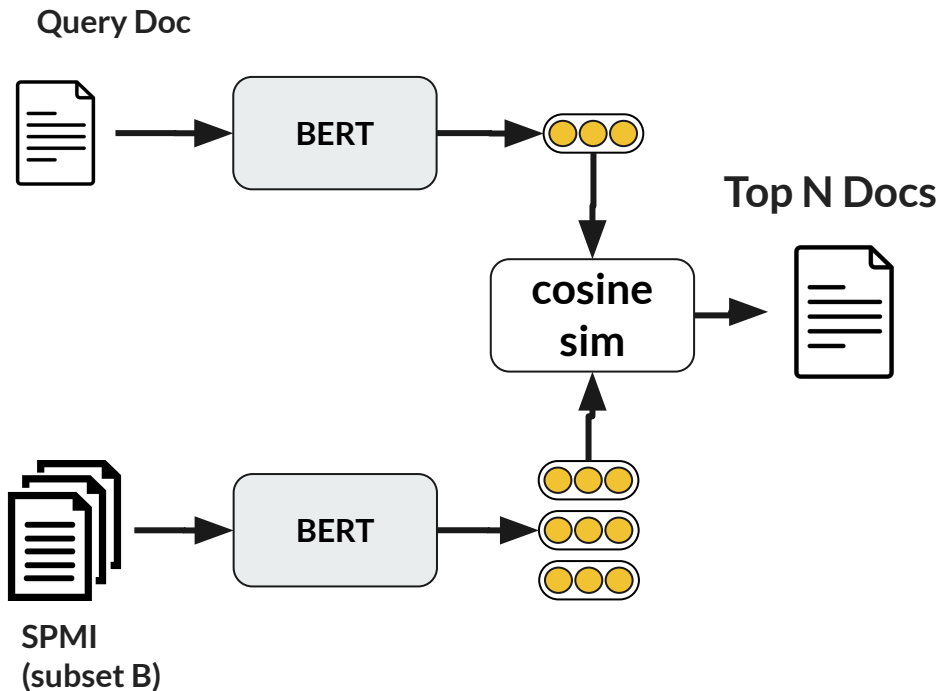 Query Doc
BERT
Top N Docs
cosine
sim
BERT
SPMI
(subset B)